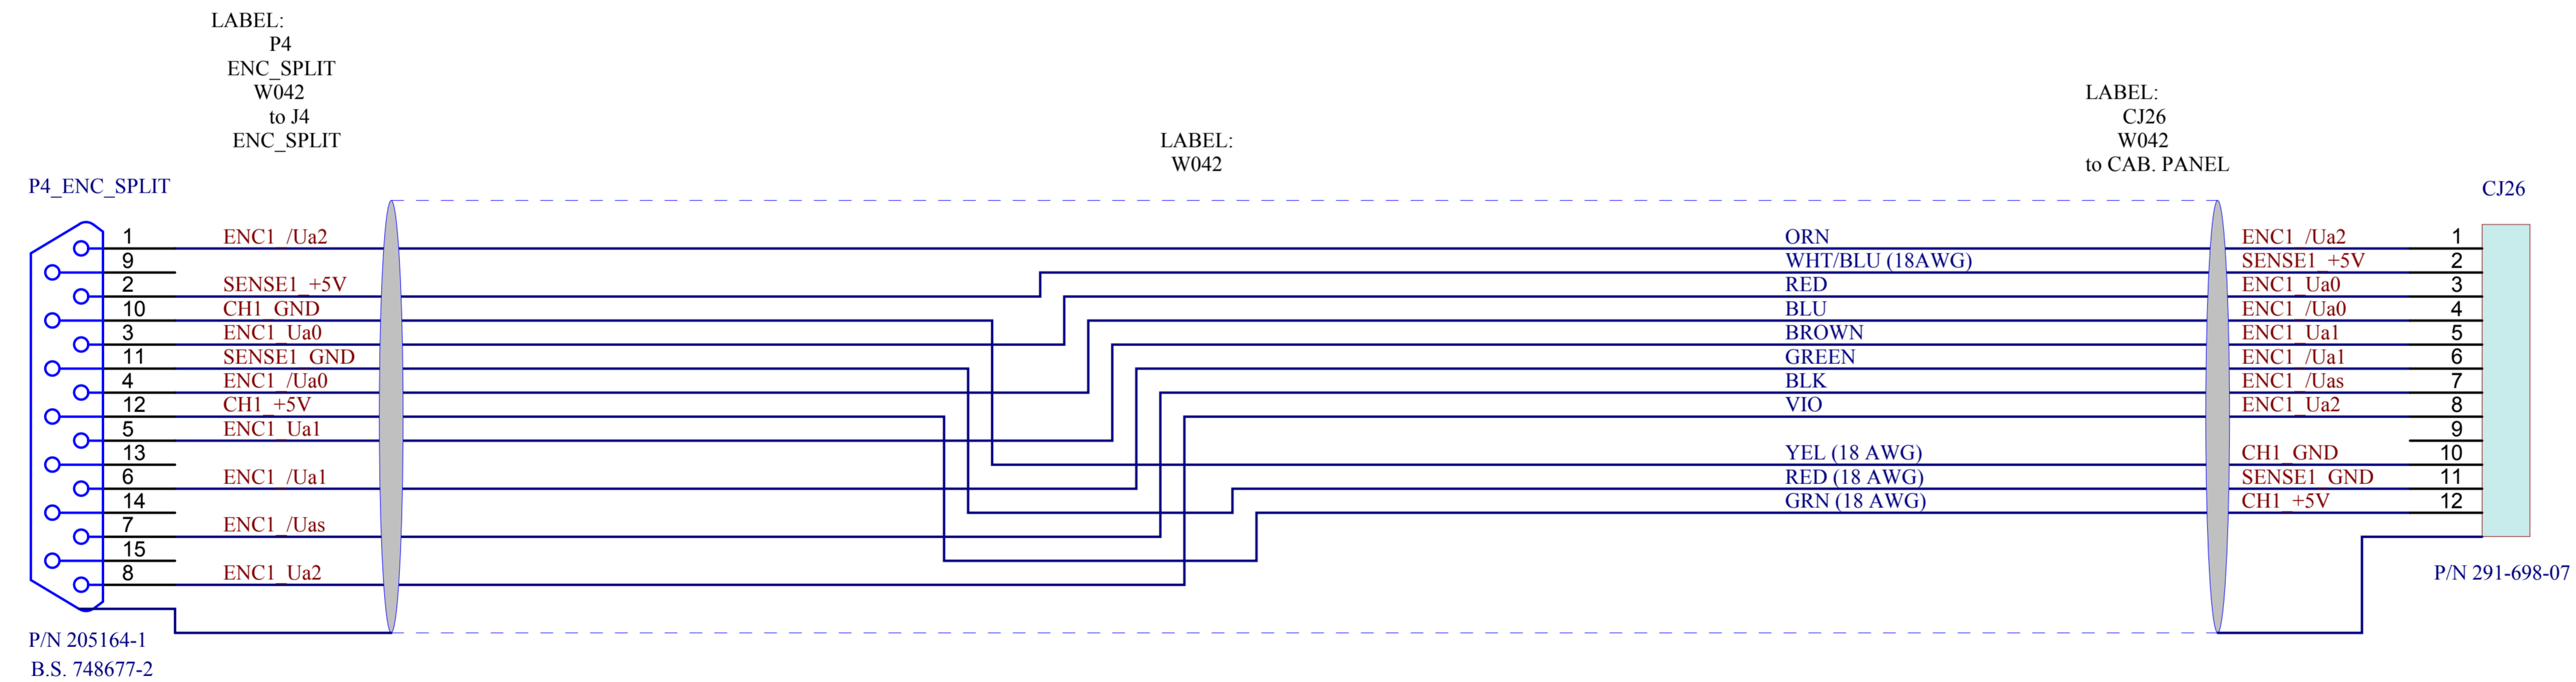 LABEL:
P4
ENC_SPLIT
W042
to J4
ENC_SPLIT
LABEL:
W042
LABEL:
CJ26
W042
to CAB. PANEL
P4_ENC_SPLIT
CJ26
1 ENC1_/Ua2 ORN ENC1_/Ua2 1
9 WHT/BLU (18AWG) SENSE1_+5V 2
2 SENSE1_+5V RED ENC1_Ua0 3
10 CH1_GND BLU ENC1_/Ua0 4
3 ENC1_Ua0 BROWN ENC1_Ua1 5
11 SENSE1_GND GREEN ENC1_/Ua1 6
4 ENC1_/Ua0 BLK ENC1_/Uas 7
12 CH1_+5V VIO ENC1_Ua2 8
5 ENC1_Ua1 9
13 YEL (18 AWG) CH1_GND 10
6 ENC1_/Ua1 RED (18 AWG) SENSE1_GND 11
14 GRN (18 AWG) CH1_+5V 12
7 ENC1_/Uas
15
8 ENC1_Ua2
P/N 291-698-07
P/N 205164-1
B.S. 748677-2